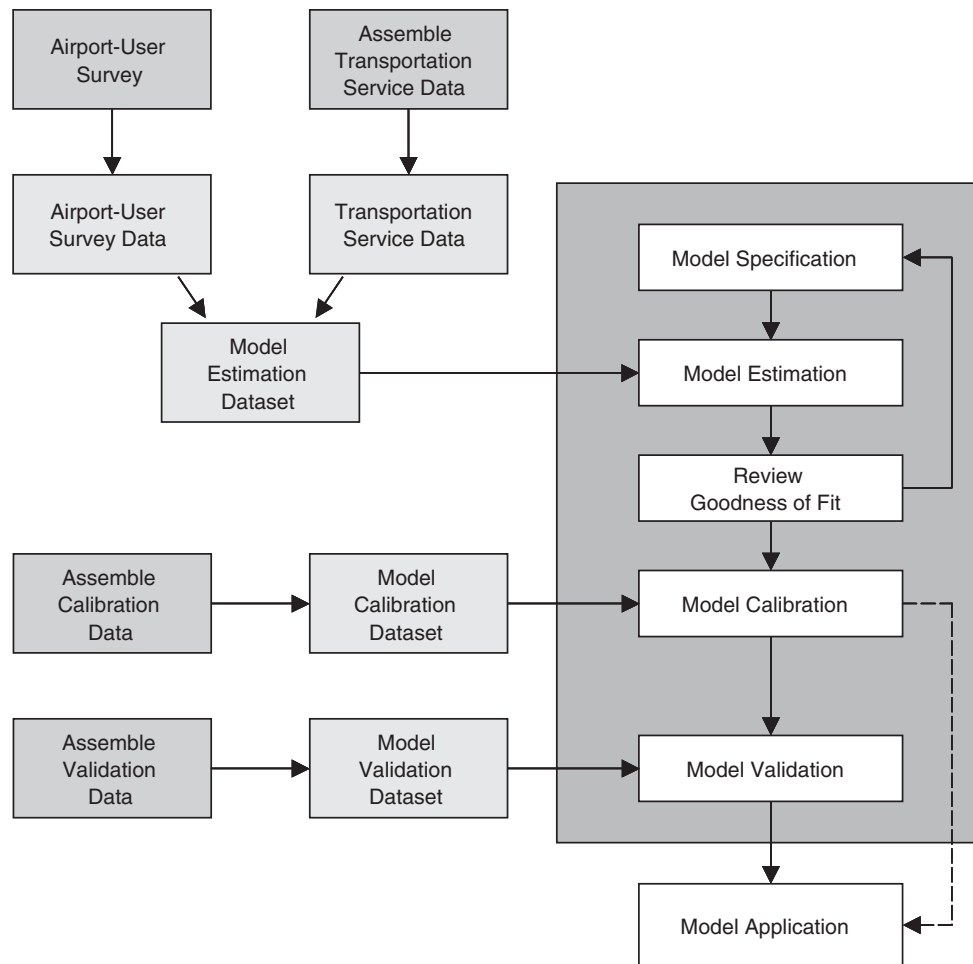 Airport-User
Survey
Assemble
Transportation
Service Data
Airport-User
Survey Data
Transportation
Service Data
Model
Estimation
Dataset
Model Specification
Model Estimation
Review
Goodness of Fit
Assemble
Calibration
Data
Model
Calibration
Dataset
Model Calibration
Assemble
Validation
Data
Model
Validation
Dataset
Model Validation
Model Application